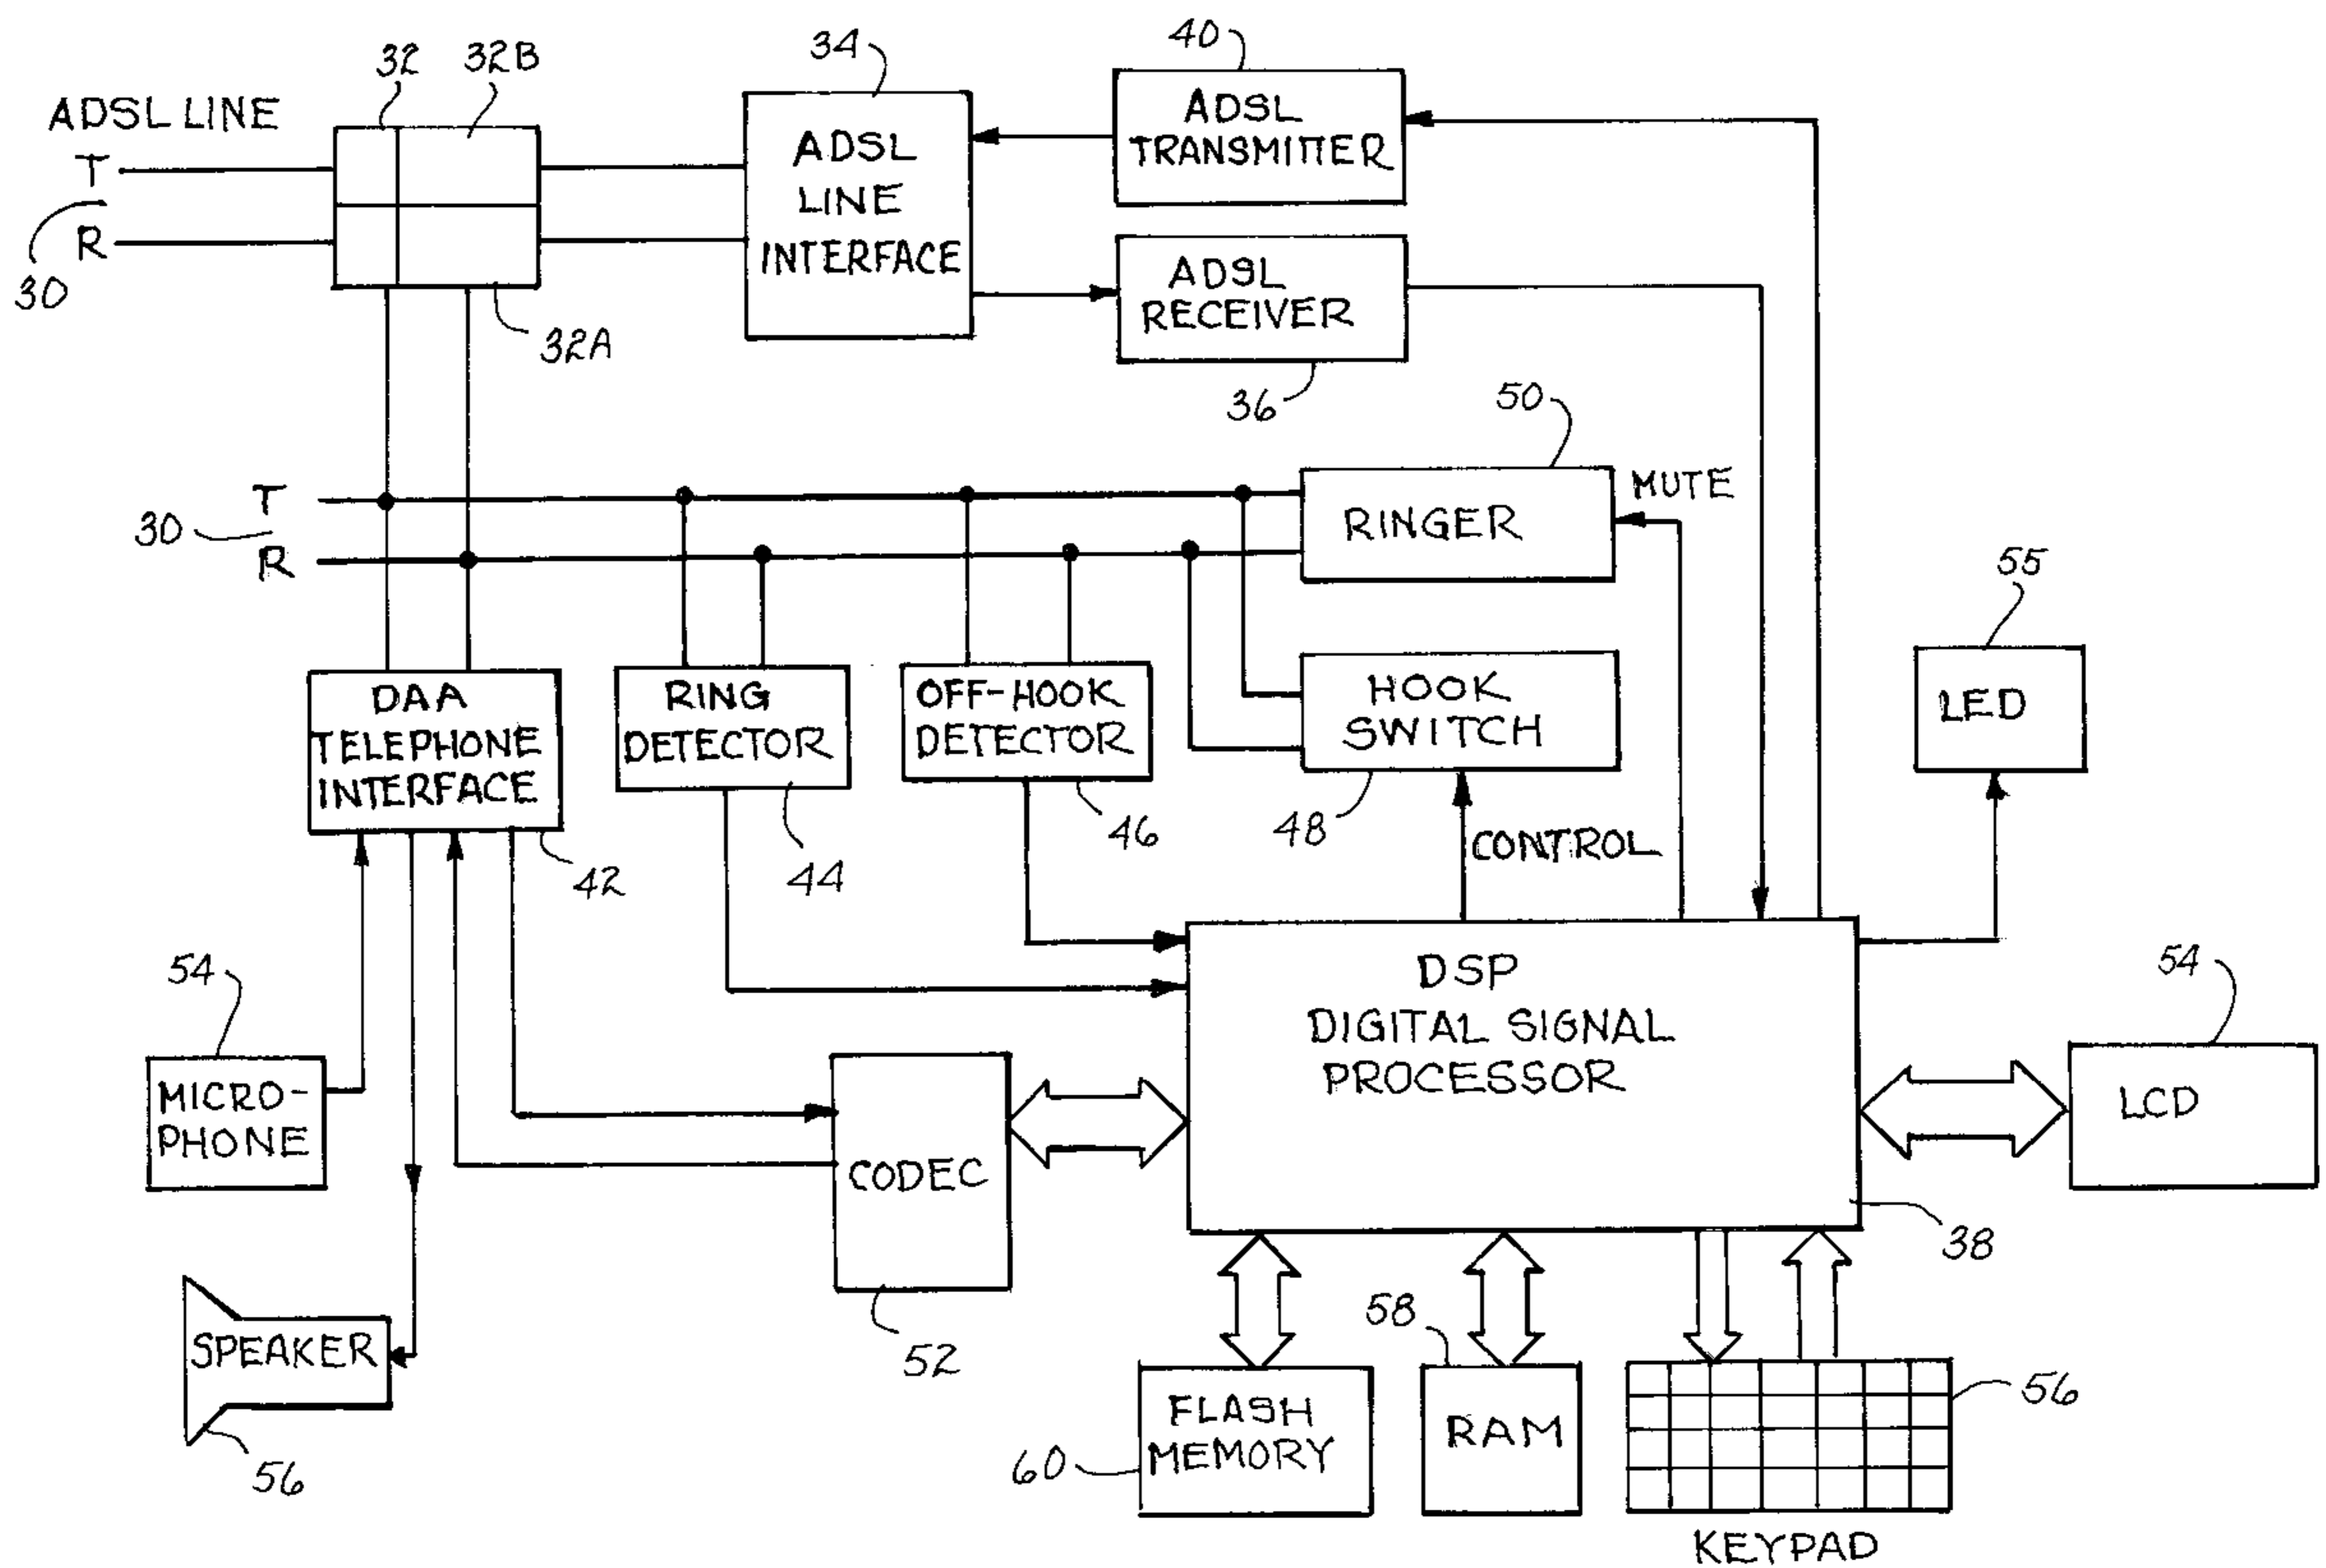 32
32B
34
40
ADSL LINE
T
R
30
ADSL
LINE
INTERFACE
ADSL
TRANSMITTER
ADSL
RECEIVER
32A
36
50
T
R
30
RINGER
MUTE
55
DAA
TELEPHONE
INTERFACE
RING
DETECTOR
OFF-HOOK
DETECTOR
HOOK
SWITCH
LED
42
44
46
48
CONTROL
54
MICRO-
PHONE
DSP
DIGITAL SIGNAL
PROCESSOR
54
LCD
CODEC
38
52
SPEAKER
56
58
60
FLASH
MEMORY
RAM
56
KEYPAD